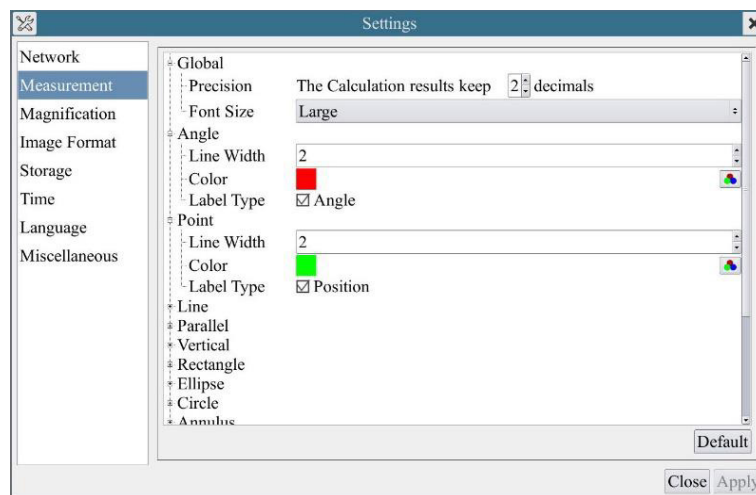 Settings
Network
Measurement
Magnification
Image Format
Storage
Time
Language
Miscellaneous
Global
Precision The Calculation results keep 2 decimals
Font Size Large
Angle
Line Width 2
Color
Label Type Angle
Point
Line Width 2
Color
Label Type Position
Line
Parallel
Vertical
Rectangle
Ellipse
Circle
Annulus
Default
Close Apply